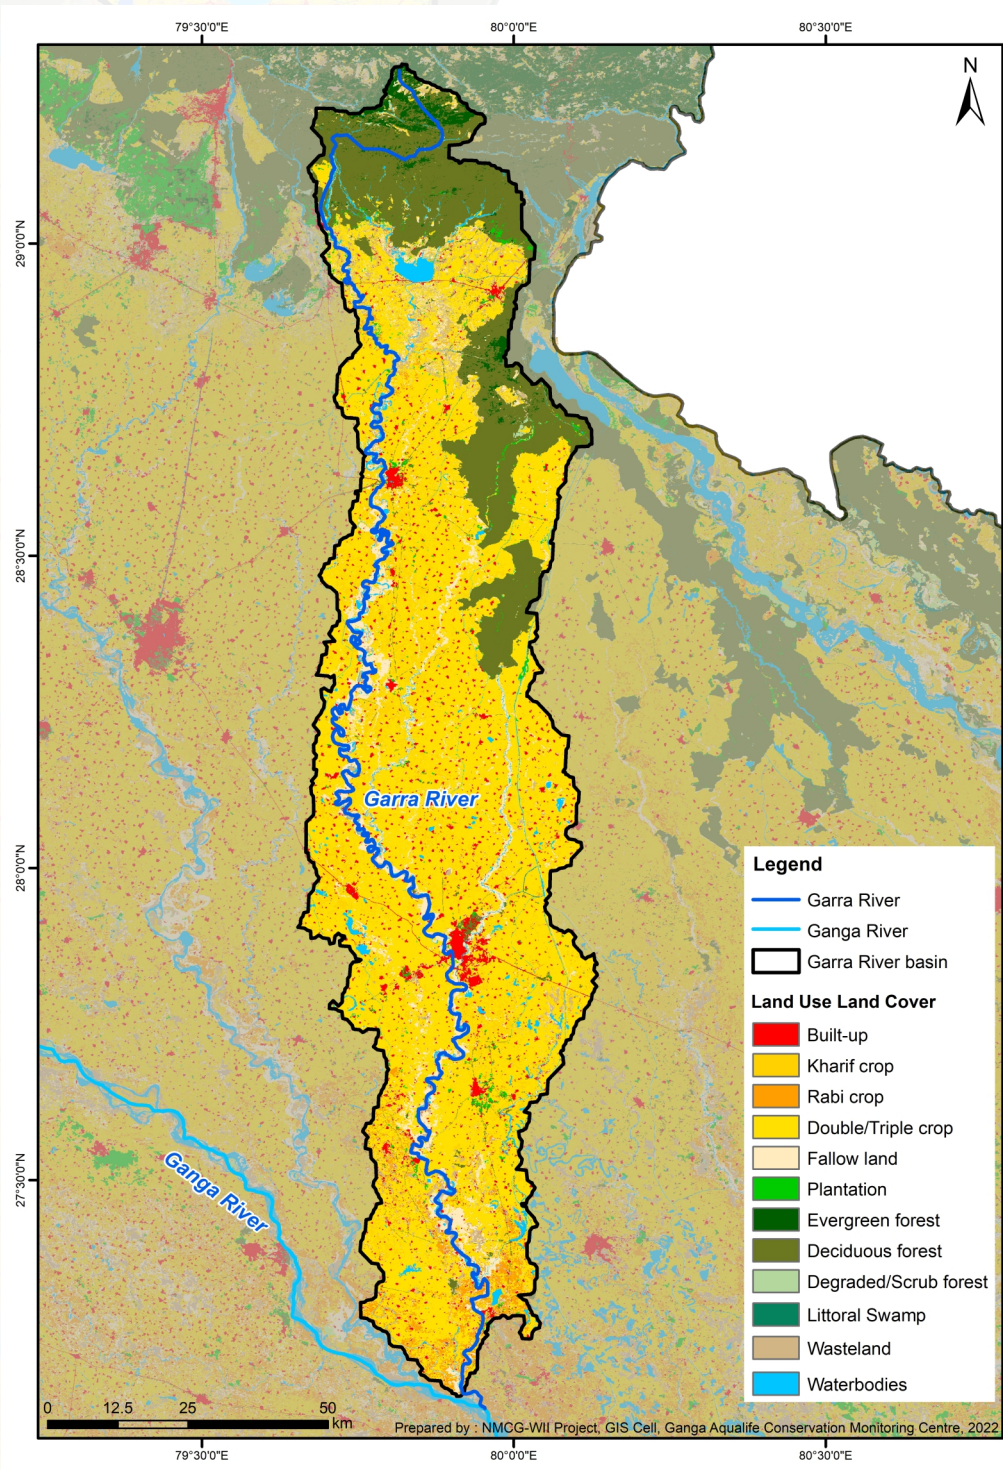 79°30'0"E 80°0'0"E 80°30'0"E
N
29°0'0"N
28°30'0"N
28°0'0"N
27°30'0"N
Garra River
Ganga River
Legend
Garra River
Ganga River
Garra River basin
Land Use Land Cover
Built-up
Kharif crop
Rabi crop
Double/Triple crop
Fallow land
Plantation
Evergreen forest
Deciduous forest
Degraded/Scrub forest
Littoral Swamp
Wasteland
Waterbodies
0 12.5 25 50
km
Prepared by : NMCG-WII Project, GIS Cell, Ganga Aqualife Conservation Monitoring Centre, 2022
79°30'0"E 80°0'0"E 80°30'0"E